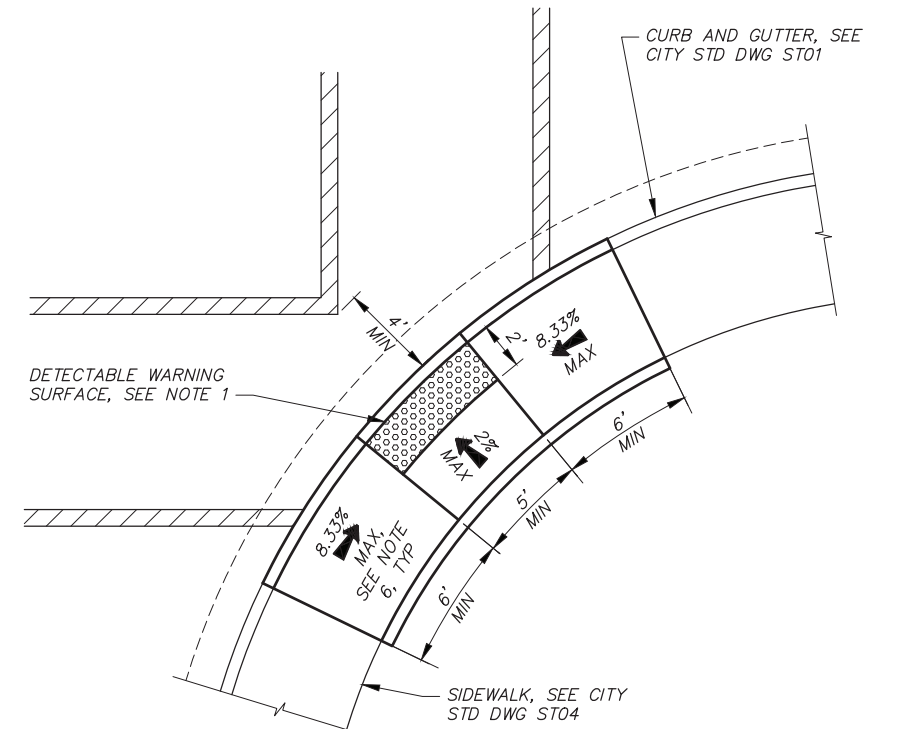 CURB AND GUTTER, SEE
CITY STD DWG ST01
4'
MIN
2'
8.33%
MAX
DETECTABLE WARNING
SURFACE, SEE NOTE 1
2%
MAX
6'
MIN
5'
MIN
8.33%
MAX,
SEE NOTE
6, TYP
6'
MIN
SIDEWALK, SEE CITY
STD DWG ST04